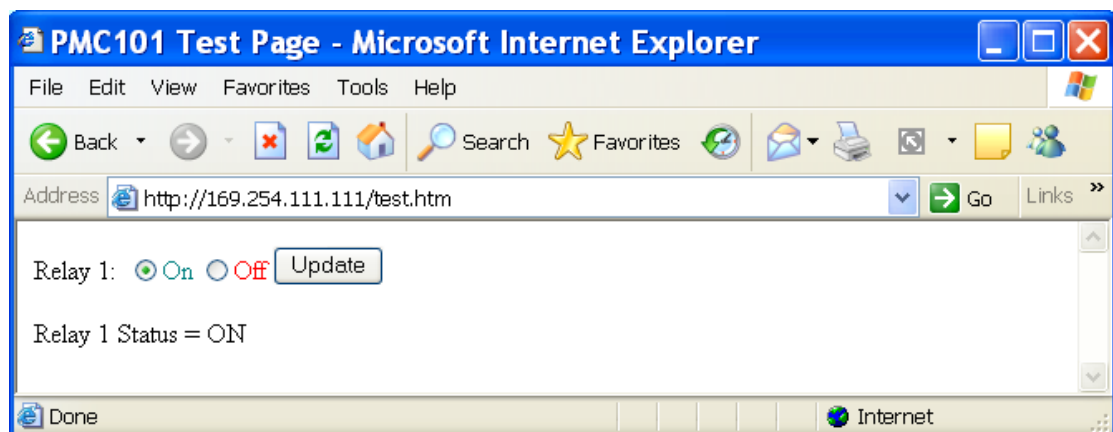 PMC101 Test Page - Microsoft Internet Explorer
File Edit View Favorites Tools Help
Back Search Favorites
Address http://169.254.111.111/test.htm Go Links »
Relay 1: On Off Update
Relay 1 Status = ON
Done Internet